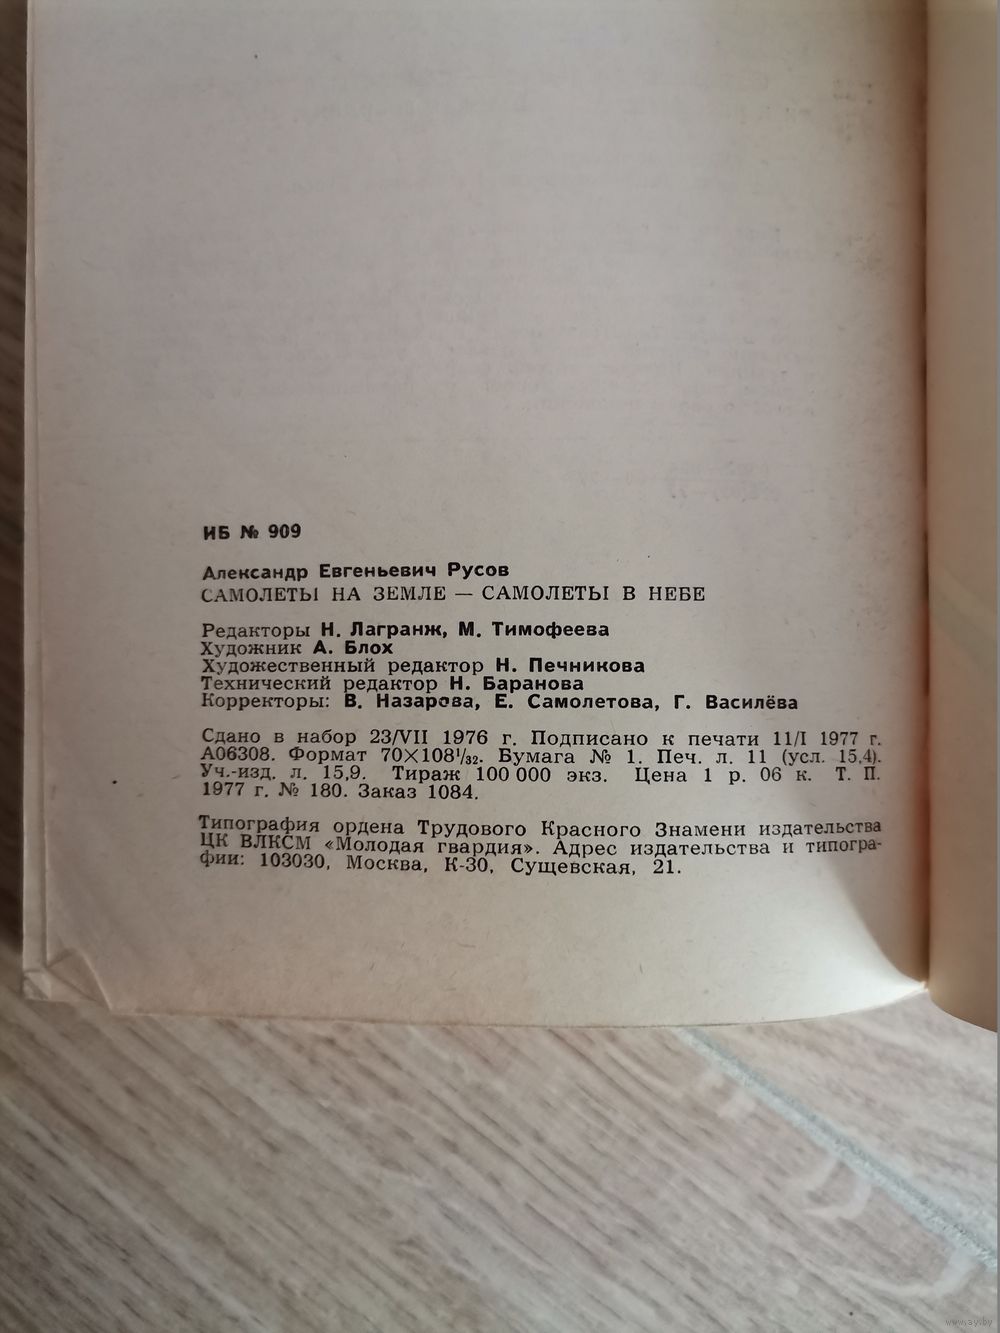 ИБ № 909
Александр Евгеньевич Русов
САМОЛЕТЫ НА ЗЕМЛЕ — САМОЛЕТЫ В НЕБЕ
Редакторы Н. Лагранж, М. Тимофеева
Художник А. Блох
Художественный редактор Н. Печникова
Технический редактор Н. Баранова
Корректоры: В. Назарова, Е. Самолетова, Г. Василёва
Сдано в набор 23/VII 1976 г. Подписано к печати 11/I 1977 г.
А06308. Формат 70×108¹/₃₂. Бумага № 1. Печ. л. 11 (усл. 15,4).
Уч.-изд. л. 15,9. Тираж 100 000 экз. Цена 1 р. 06 к. Т. П.
1977 г. № 180. Заказ 1084.
Типография ордена Трудового Красного Знамени издательства
ЦК ВЛКСМ «Молодая гвардия». Адрес издательства и типогра-
фии: 103030, Москва, К-30, Сущевская, 21.
www.ay.by